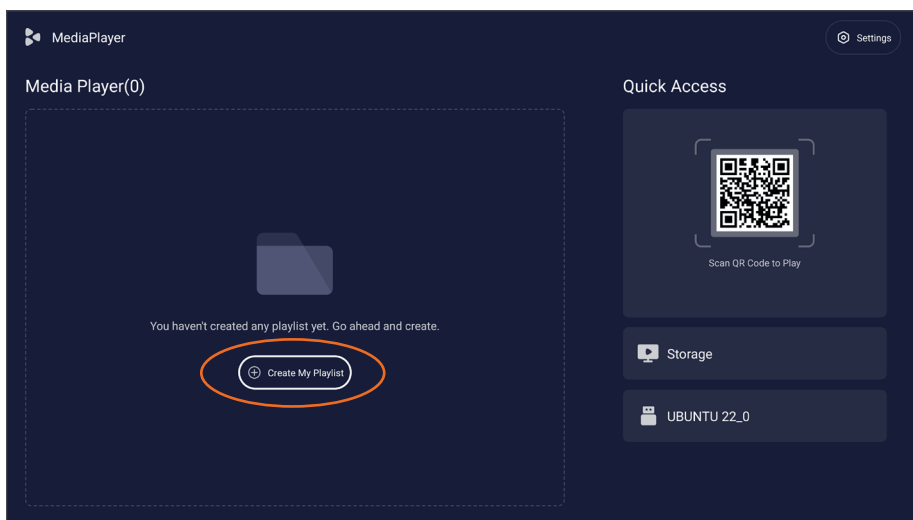 MediaPlayer
Settings
Media Player(0)
Quick Access
Scan QR Code to Play
You haven't created any playlist yet. Go ahead and create.
Create My Playlist
Storage
UBUNTU 22_0